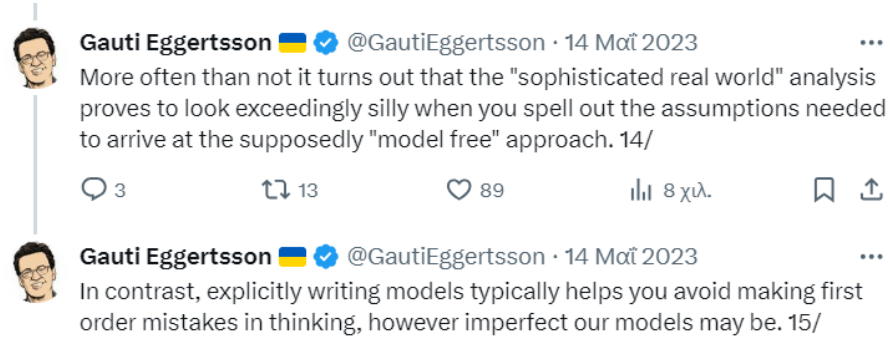 Gauti Eggertsson @GautiEggertsson · 14 Μαΐ 2023
More often than not it turns out that the "sophisticated real world" analysis
proves to look exceedingly silly when you spell out the assumptions needed
to arrive at the supposedly "model free" approach. 14/
3 13 89 8 χιλ.
Gauti Eggertsson @GautiEggertsson · 14 Μαΐ 2023
In contrast, explicitly writing models typically helps you avoid making first
order mistakes in thinking, however imperfect our models may be. 15/